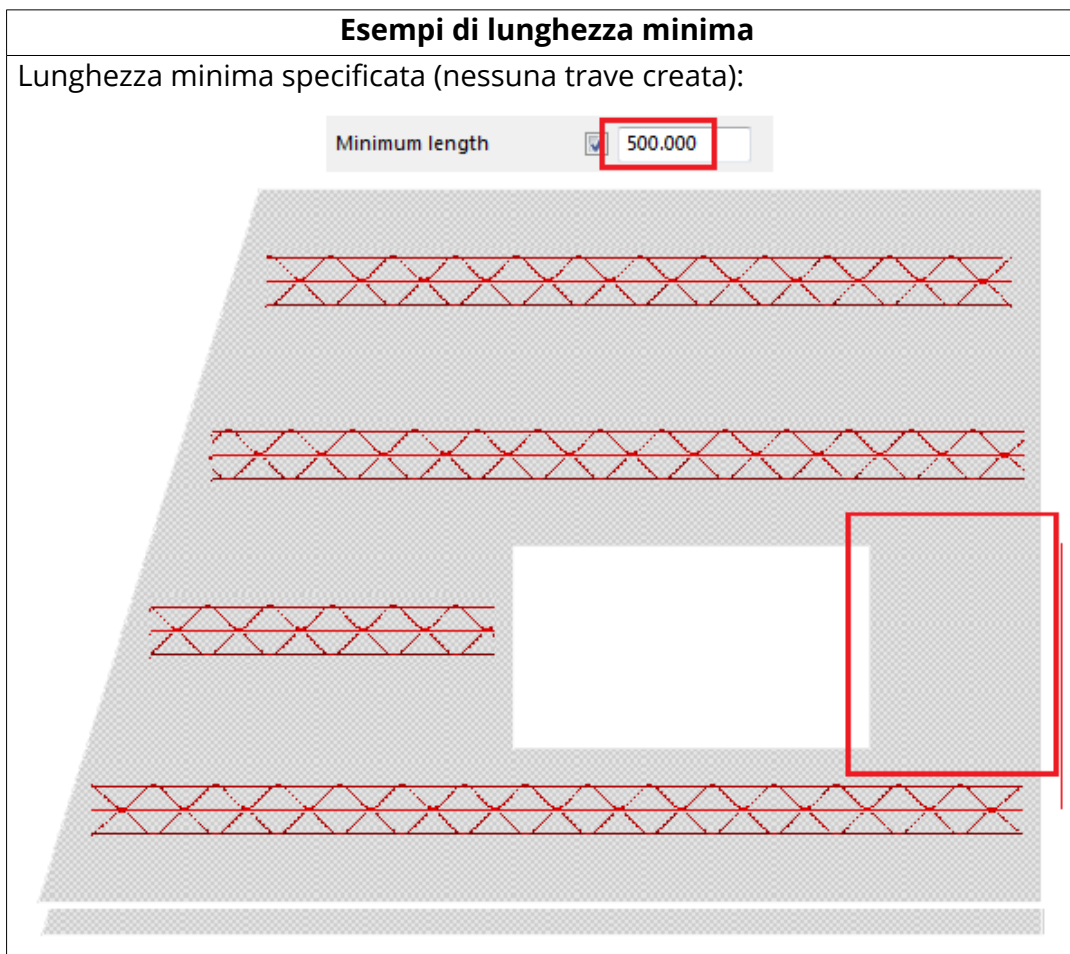 Esempi di lunghezza minima
Lunghezza minima specificata (nessuna trave creata):
Minimum length 500.000